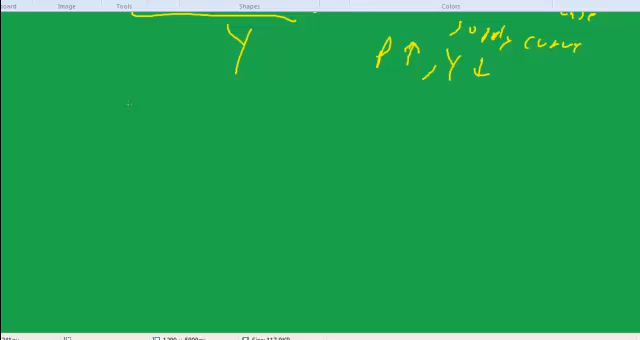 Image Tools Shapes Colors
supply curve
Y P ↑, Y ↓